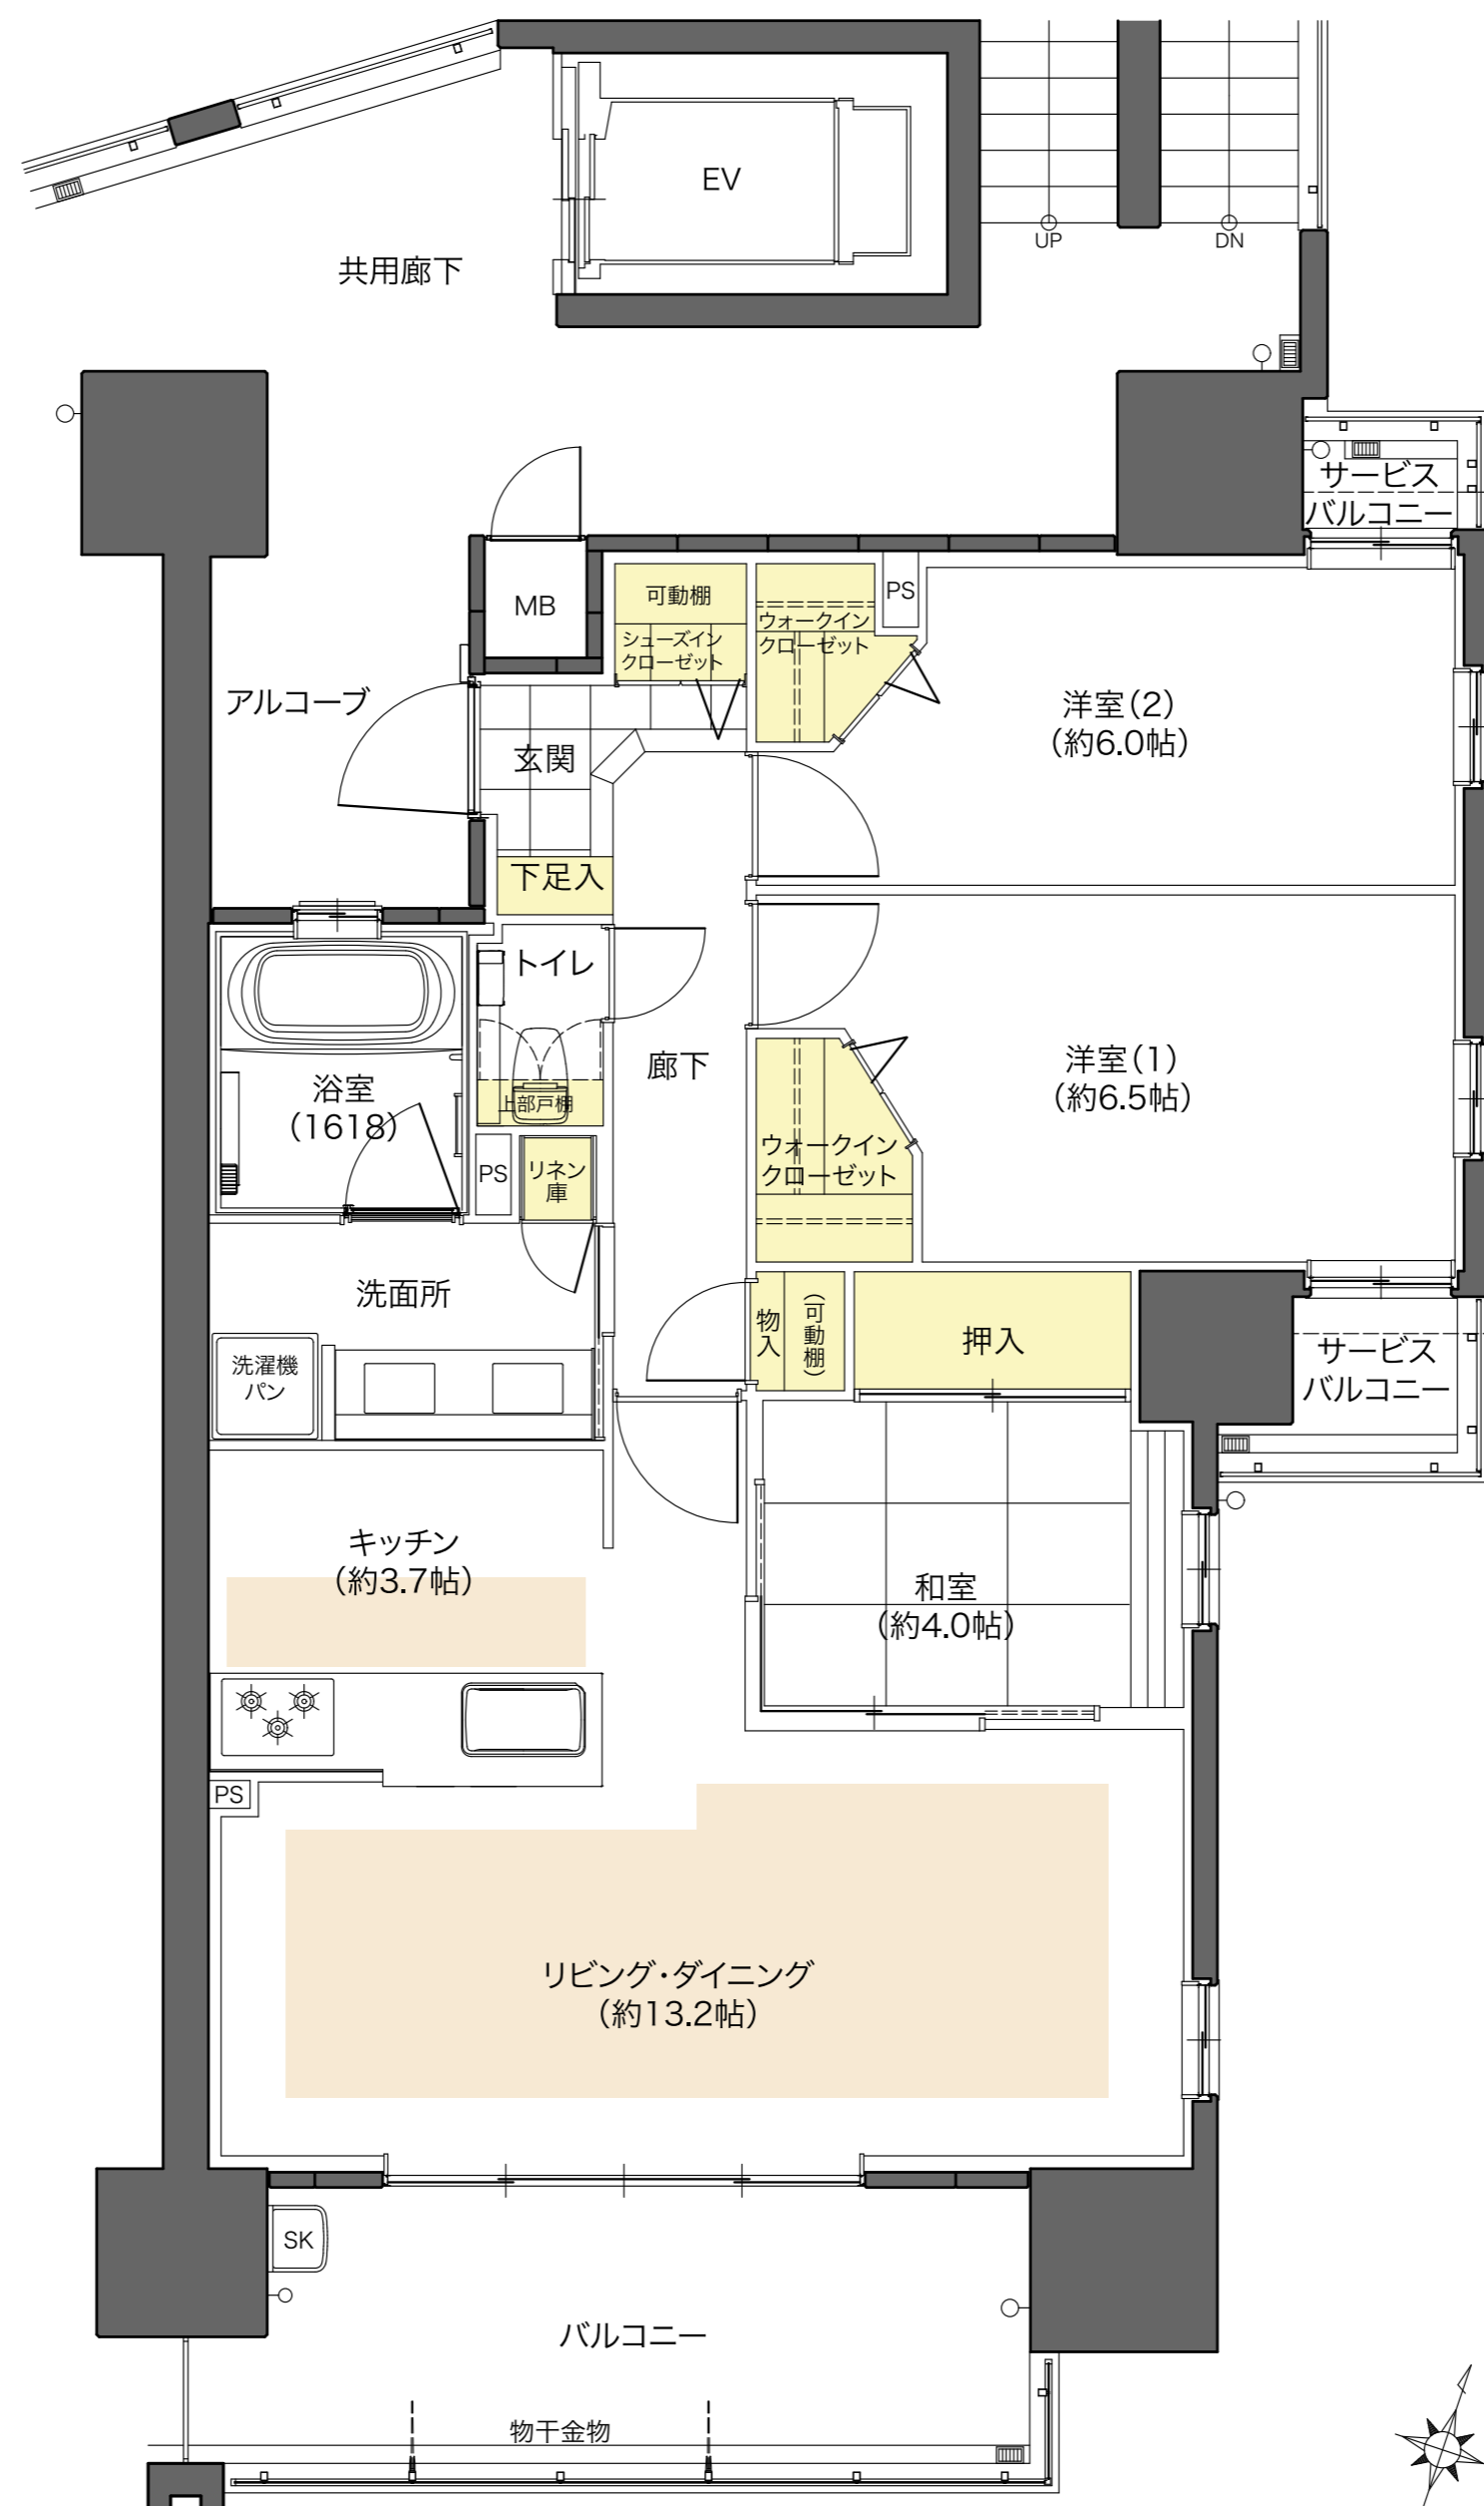 EV
UP
DN
共用廊下
サービス
バルコニー
MB
可動棚
シューズイン
クローゼット
ウォークイン
クローゼット
PS
アルコーブ
洋室(2)
(約6.0帖)
玄関
下足入
トイレ
廊下
洋室(1)
(約6.5帖)
浴室
(1618)
上部戸棚
PS
リネン
庫
ウォークイン
クローゼット
洗面所
物入
(可動棚)
押入
サービス
バルコニー
洗濯機
パン
キッチン
(約3.7帖)
和室
(約4.0帖)
PS
リビング・ダイニング
(約13.2帖)
SK
バルコニー
物干金物